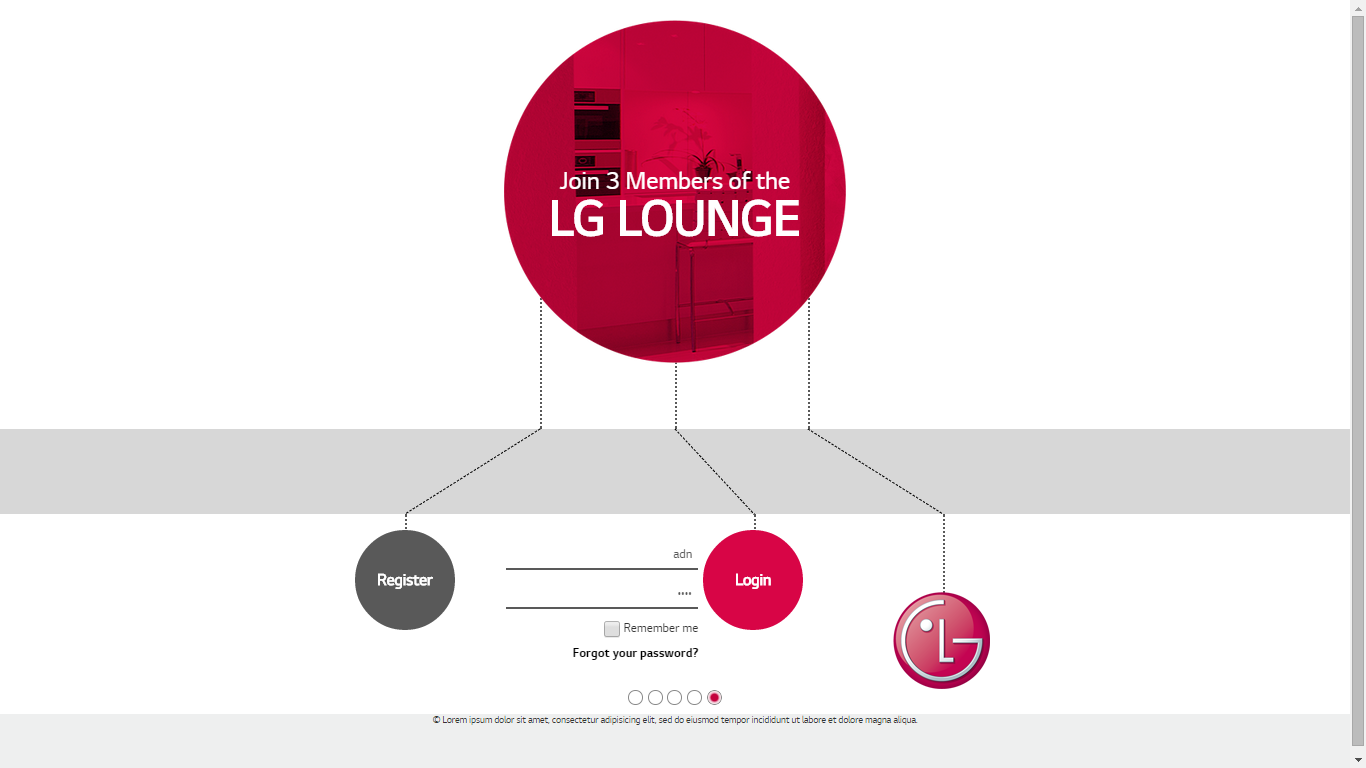 Join 3 Members of the
LG LOUNGE
Register
adn
••••
Login
Remember me
Forgot your password?
© Lorem ipsum dolor sit amet, consectetur adipisicing elit, sed do eiusmod tempor incididunt ut labore et dolore magna aliqua.